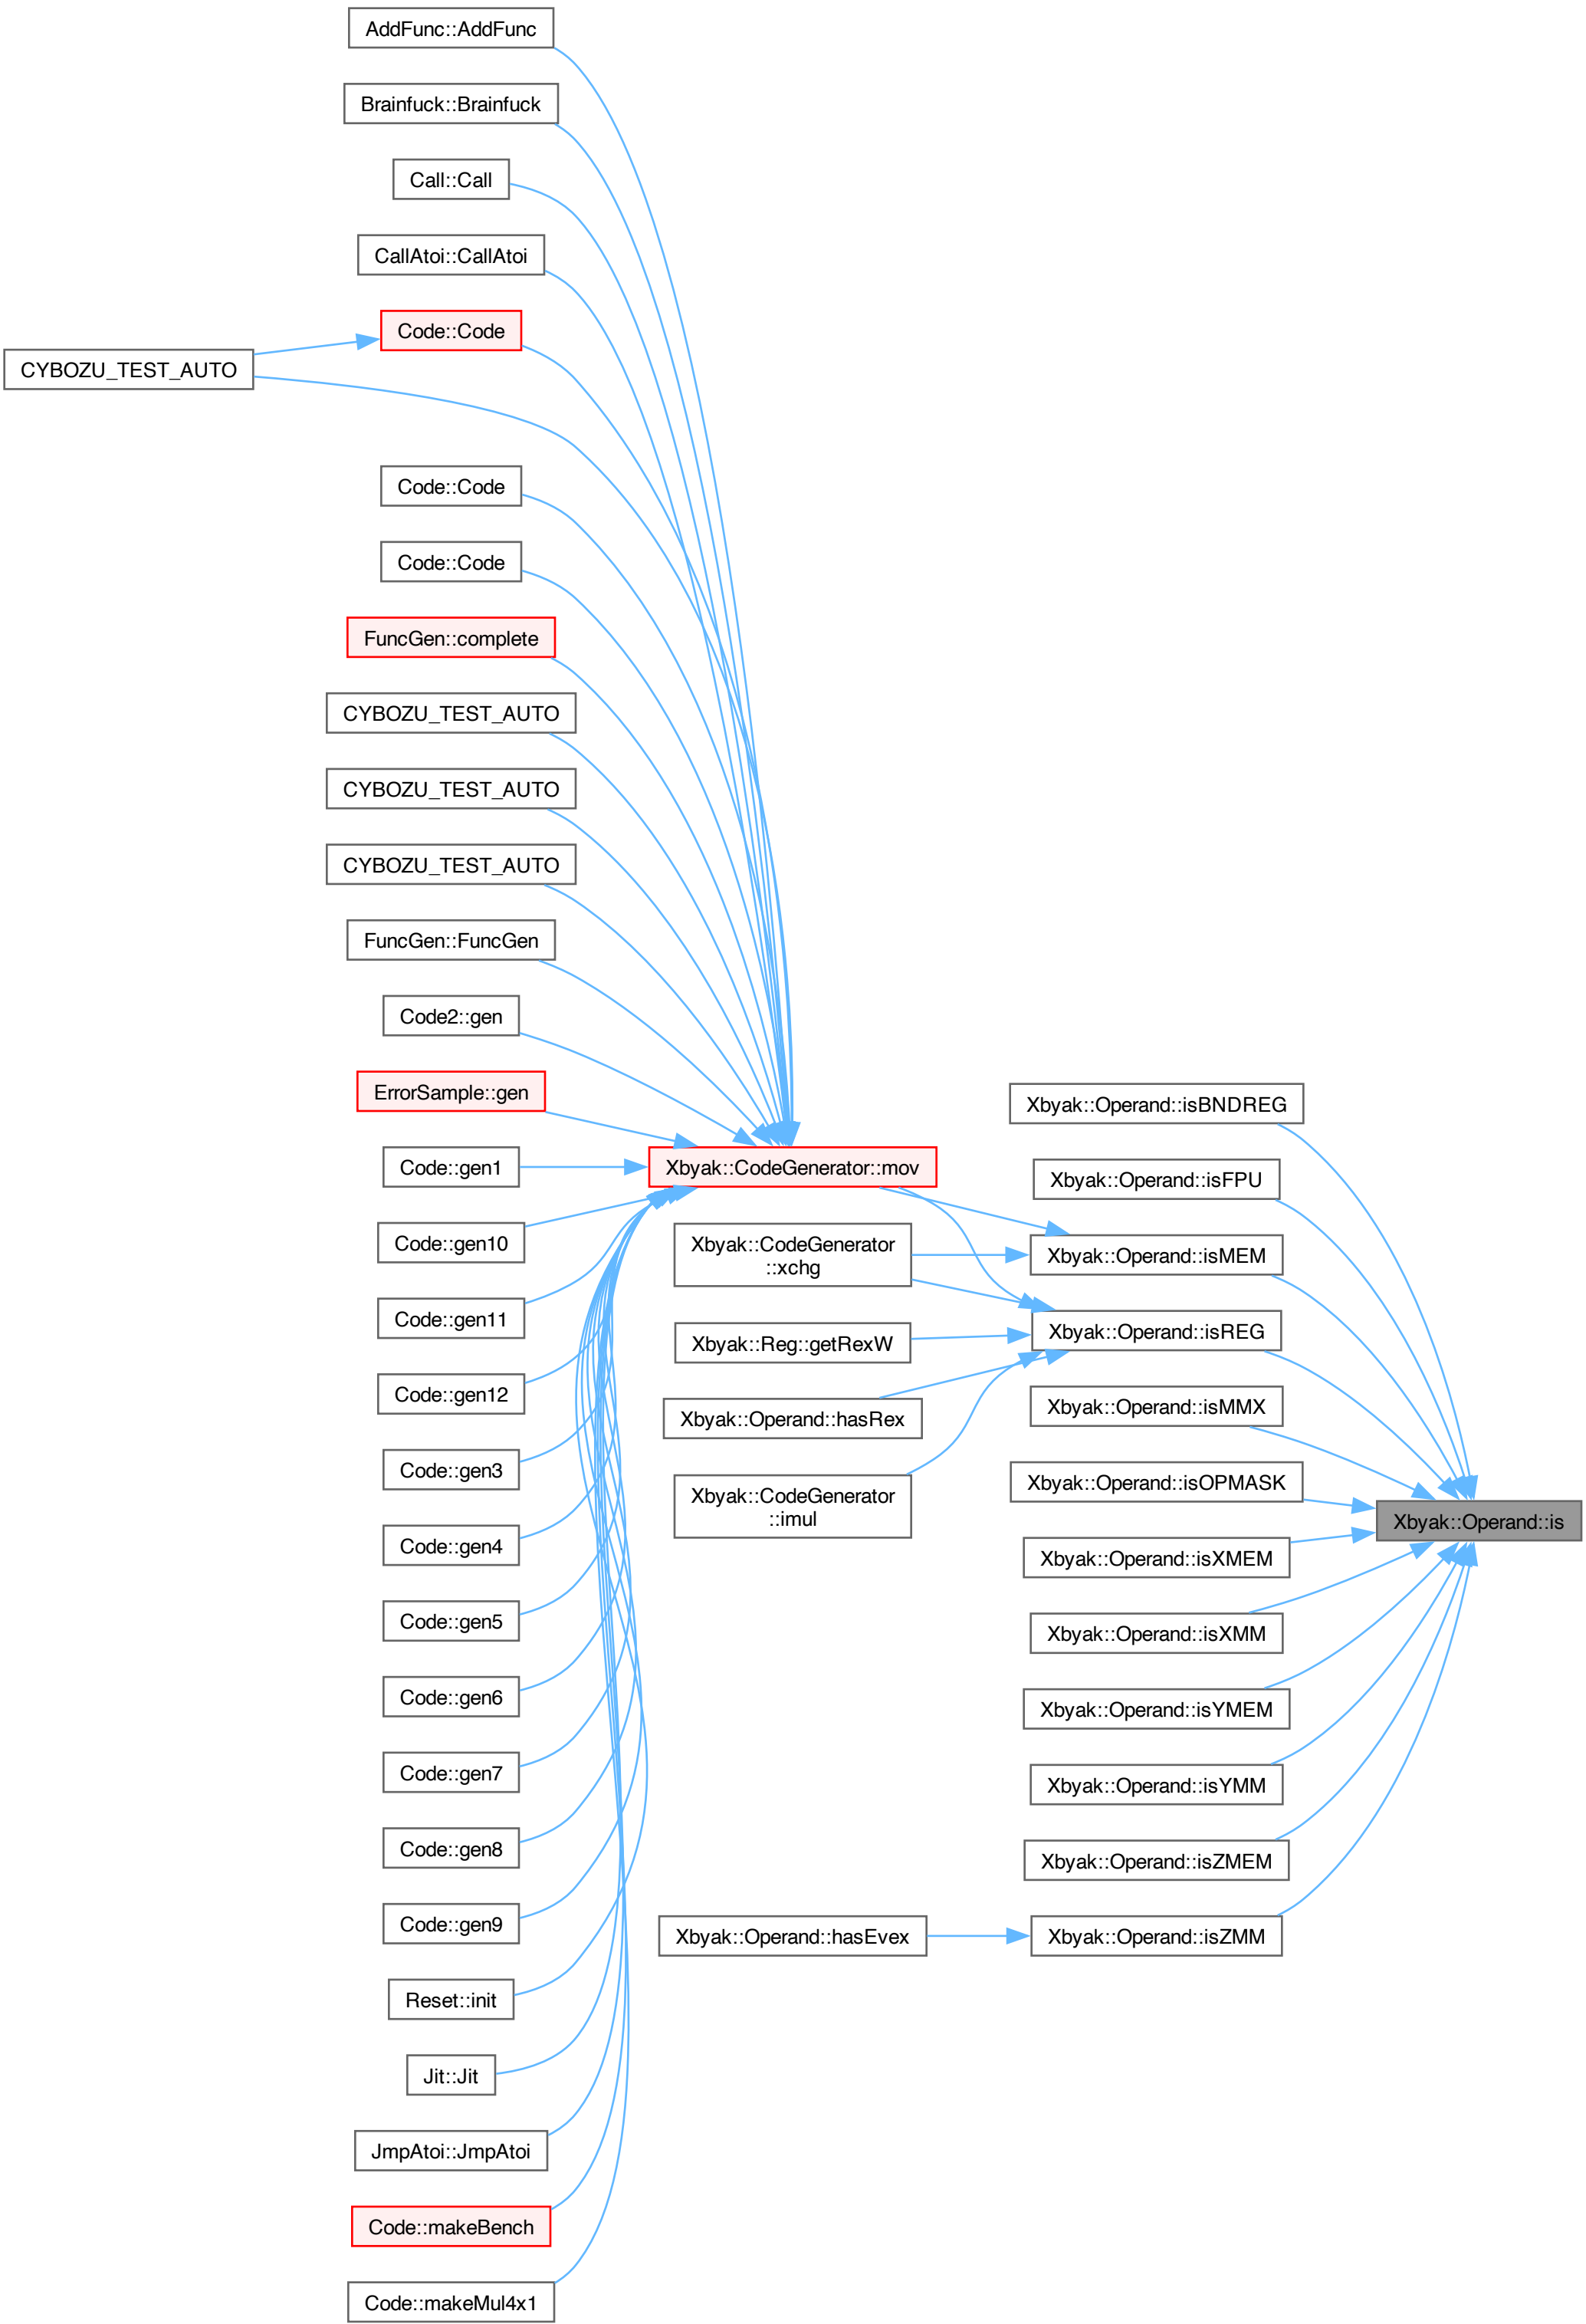 AddFunc::AddFunc
Brainfuck::Brainfuck
Call::Call
CallAtoi::CallAtoi
Code::Code
CYBOZU_TEST_AUTO
Code::Code
Code::Code
FuncGen::complete
CYBOZU_TEST_AUTO
CYBOZU_TEST_AUTO
CYBOZU_TEST_AUTO
FuncGen::FuncGen
Code2::gen
ErrorSample::gen
Code::gen1
Code::gen10
Code::gen11
Code::gen12
Code::gen3
Code::gen4
Code::gen5
Code::gen6
Code::gen7
Code::gen8
Code::gen9
Reset::init
Jit::Jit
JmpAtoi::JmpAtoi
Code::makeBench
Code::makeMul4x1
Xbyak::CodeGenerator::mov
Xbyak::CodeGenerator
::xchg
Xbyak::Reg::getRexW
Xbyak::Operand::hasRex
Xbyak::CodeGenerator
::imul
Xbyak::Operand::hasEvex
Xbyak::Operand::isBNDREG
Xbyak::Operand::isFPU
Xbyak::Operand::isMEM
Xbyak::Operand::isREG
Xbyak::Operand::isMMX
Xbyak::Operand::isOPMASK
Xbyak::Operand::isXMEM
Xbyak::Operand::isXMM
Xbyak::Operand::isYMEM
Xbyak::Operand::isYMM
Xbyak::Operand::isZMEM
Xbyak::Operand::isZMM
Xbyak::Operand::is